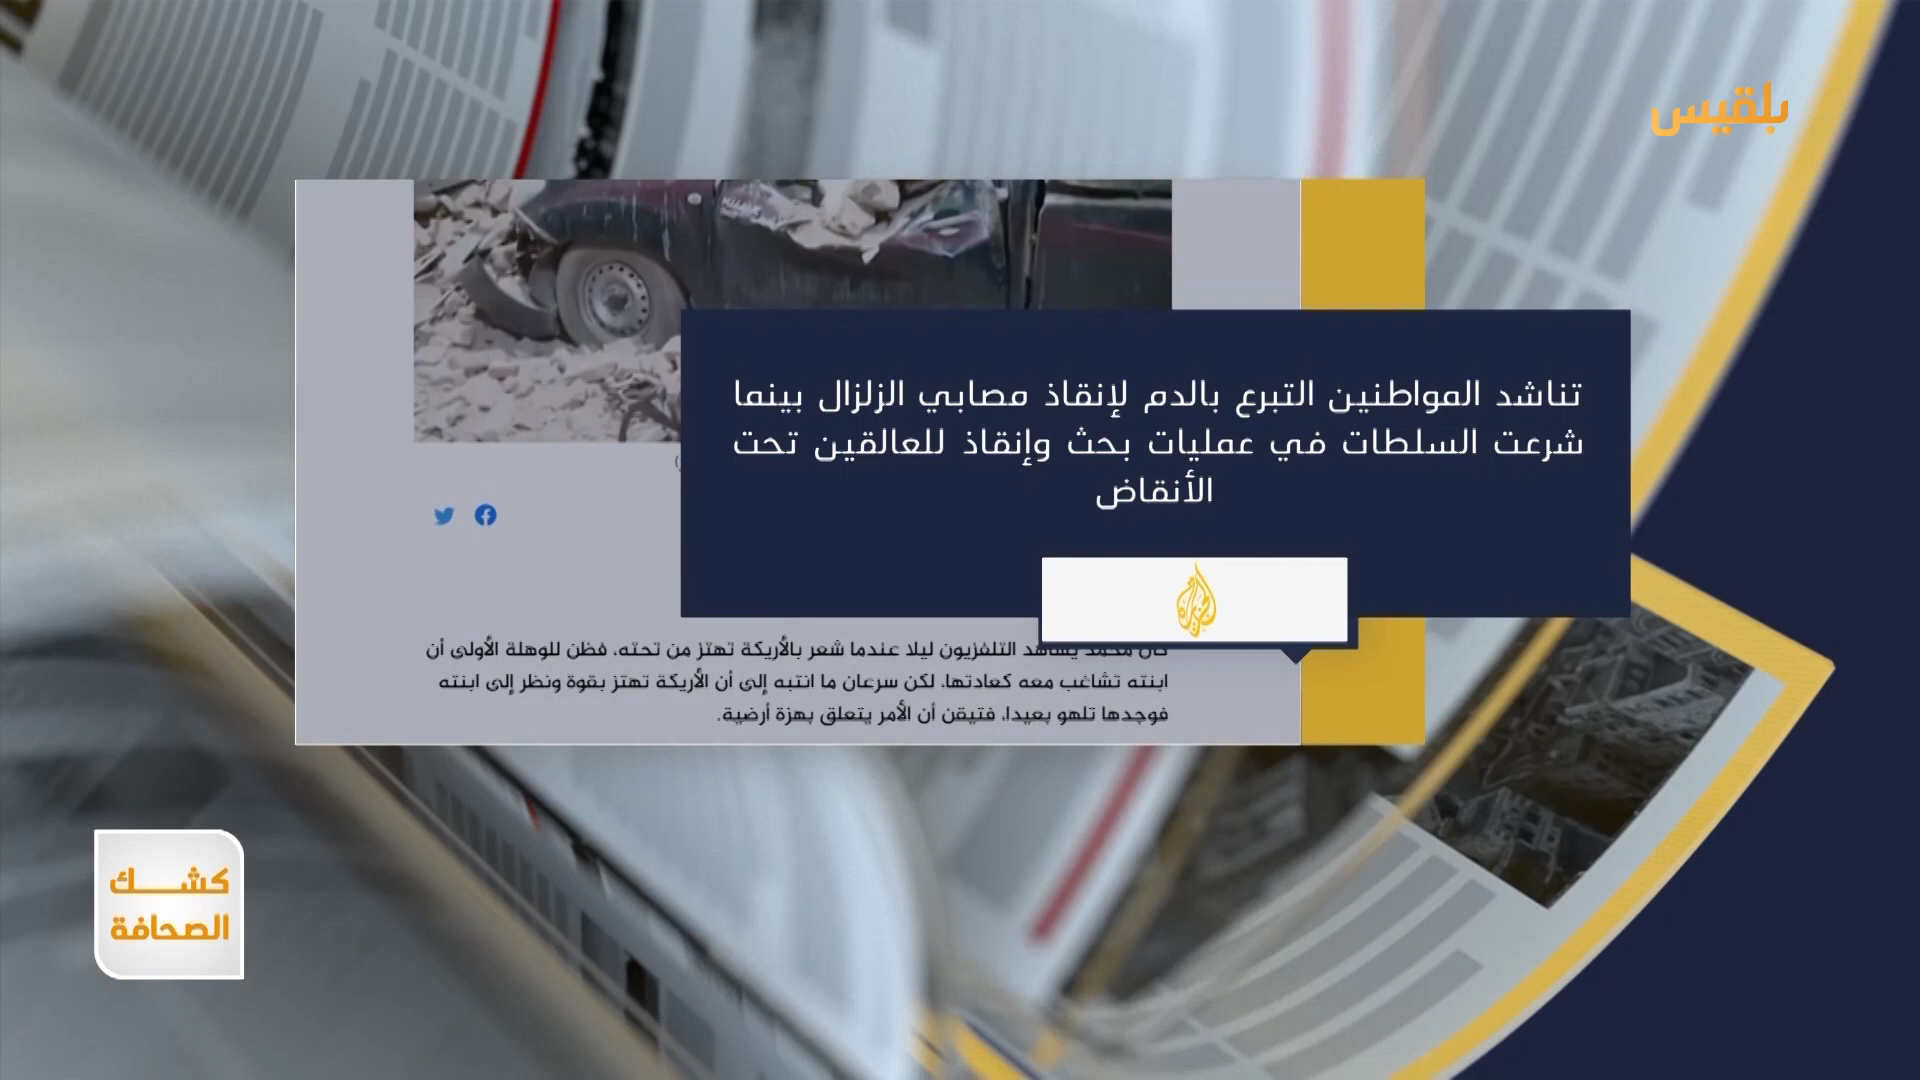 بلقيس
تناشد المواطنين التبرع بالدم لإنقاذ مصابي الزلزال بينما
شرعت السلطات في عمليات بحث وإنقاذ للعالقين تحت
الأنقاض
كان محمد يشاهد التلفزيون ليلا عندما شعر بالأريكة تهتز من تحته، فظن للوهلة الأولى أن
ابنته تشاغب معه كعادتها، لكن سرعان ما انتبه إلى أن الأريكة تهتز بقوة ونظر إلى ابنته
فوجدها تلهو بعيدا، فتيقن أن الأمر يتعلق بهزة أرضية.
كشك
الصحافة